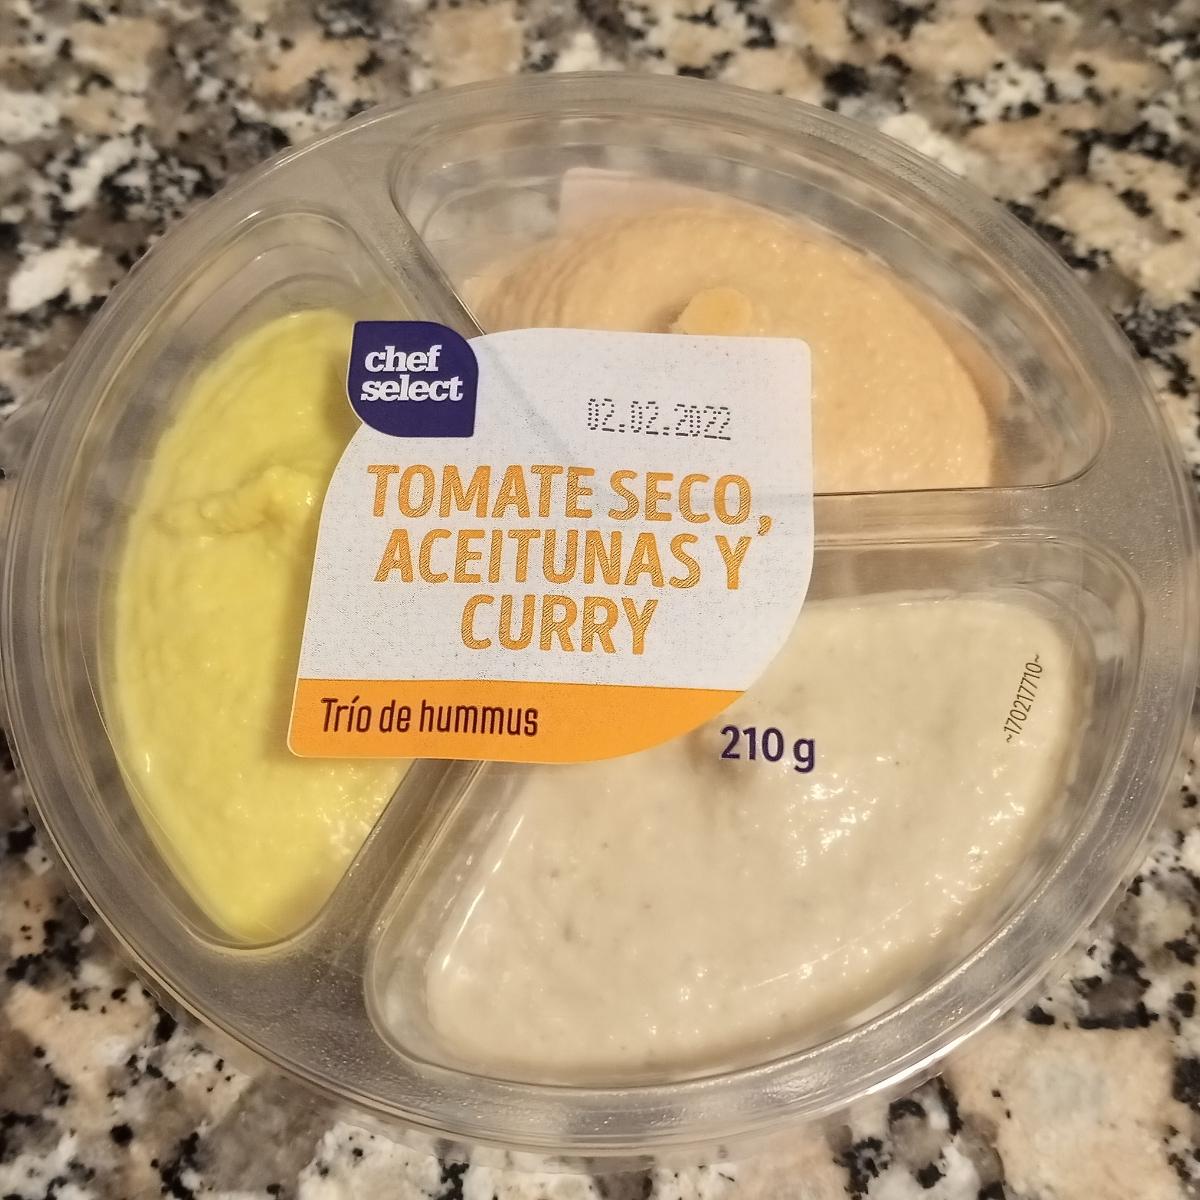 chef
select
02.02.2022
TOMATE SECO,
ACEITUNAS Y
CURRY
Trío de hummus
210 g
~170217710~